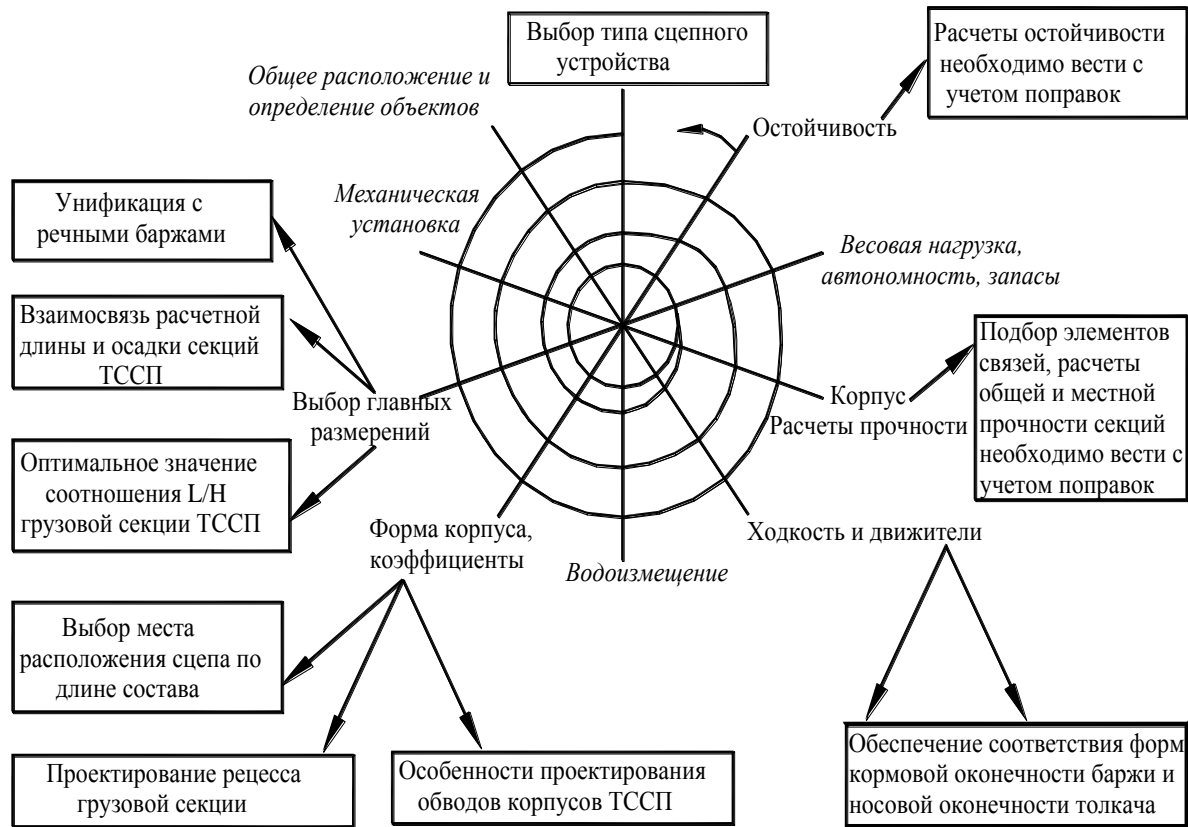 Выбор типа сцепного
устройства
Расчеты остойчивости
необходимо вести с
учетом поправок
Общее расположение и
определение объектов
Остойчивость
Унификация с
речными баржами
Механическая
установка
Весовая нагрузка,
автономность, запасы
Взаимосвязь расчетной
длины и осадки секций
ТССП
Подбор элементов
связей, расчеты
общей и местной
прочности секций
необходимо вести с
учетом поправок
Выбор главных
размерений
Корпус
Расчеты прочности
Оптимальное значение
соотношения L/H
грузовой секции ТССП
Форма корпуса,
коэффициенты
Водоизмещение
Ходкость и движители
Выбор места
расположения сцепа по
длине состава
Проектирование рецесса
грузовой секции
Особенности проектирования
обводов корпусов ТССП
Обеспечение соответствия форм
кормовой оконечности баржи и
носовой оконечности толкача